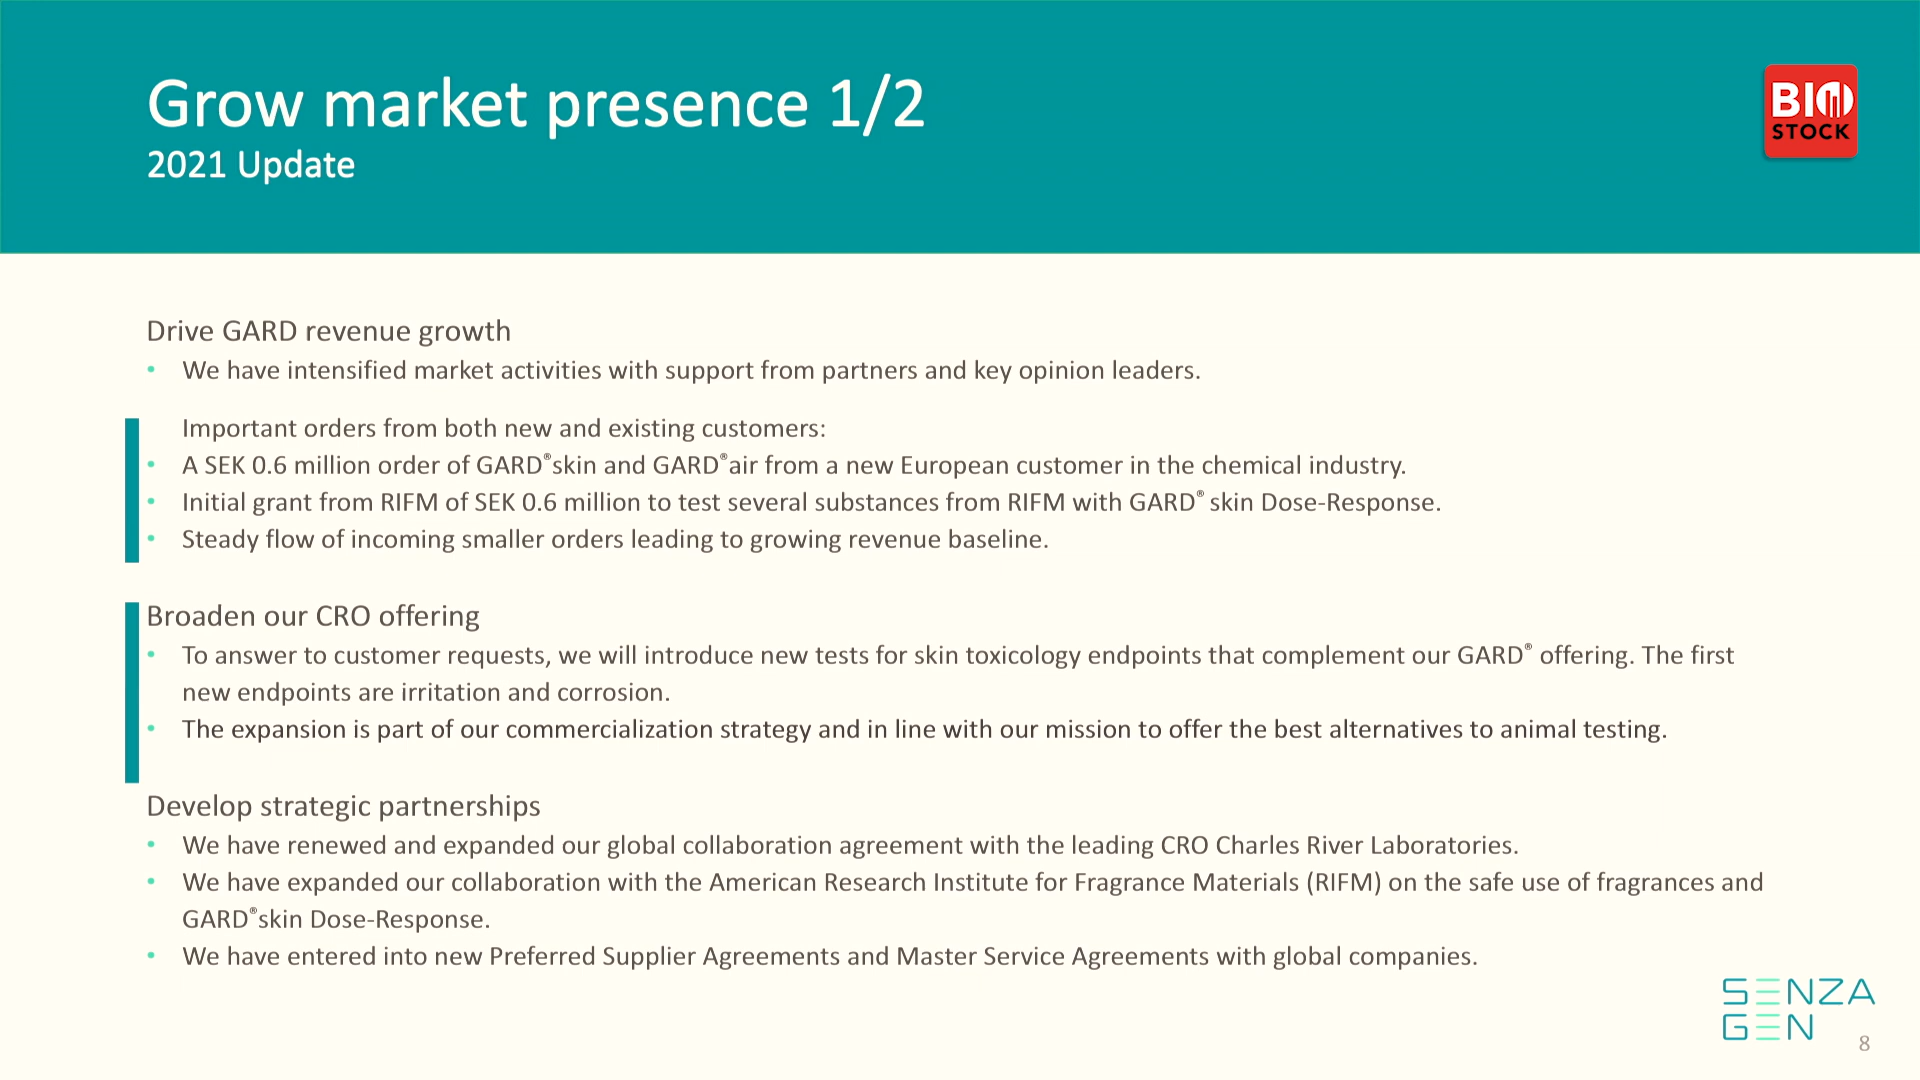 Grow market presence 1/2
2021 Update
BIO
STOCK
Drive GARD revenue growth
• We have intensified market activities with support from partners and key opinion leaders.
Important orders from both new and existing customers:
• A SEK 0.6 million order of GARD®skin and GARD®air from a new European customer in the chemical industry.
• Initial grant from RIFM of SEK 0.6 million to test several substances from RIFM with GARD® skin Dose-Response.
• Steady flow of incoming smaller orders leading to growing revenue baseline.
Broaden our CRO offering
• To answer to customer requests, we will introduce new tests for skin toxicology endpoints that complement our GARD® offering. The first
new endpoints are irritation and corrosion.
• The expansion is part of our commercialization strategy and in line with our mission to offer the best alternatives to animal testing.
Develop strategic partnerships
• We have renewed and expanded our global collaboration agreement with the leading CRO Charles River Laboratories.
• We have expanded our collaboration with the American Research Institute for Fragrance Materials (RIFM) on the safe use of fragrances and
GARD®skin Dose-Response.
• We have entered into new Preferred Supplier Agreements and Master Service Agreements with global companies.
SENZA
GEN
8